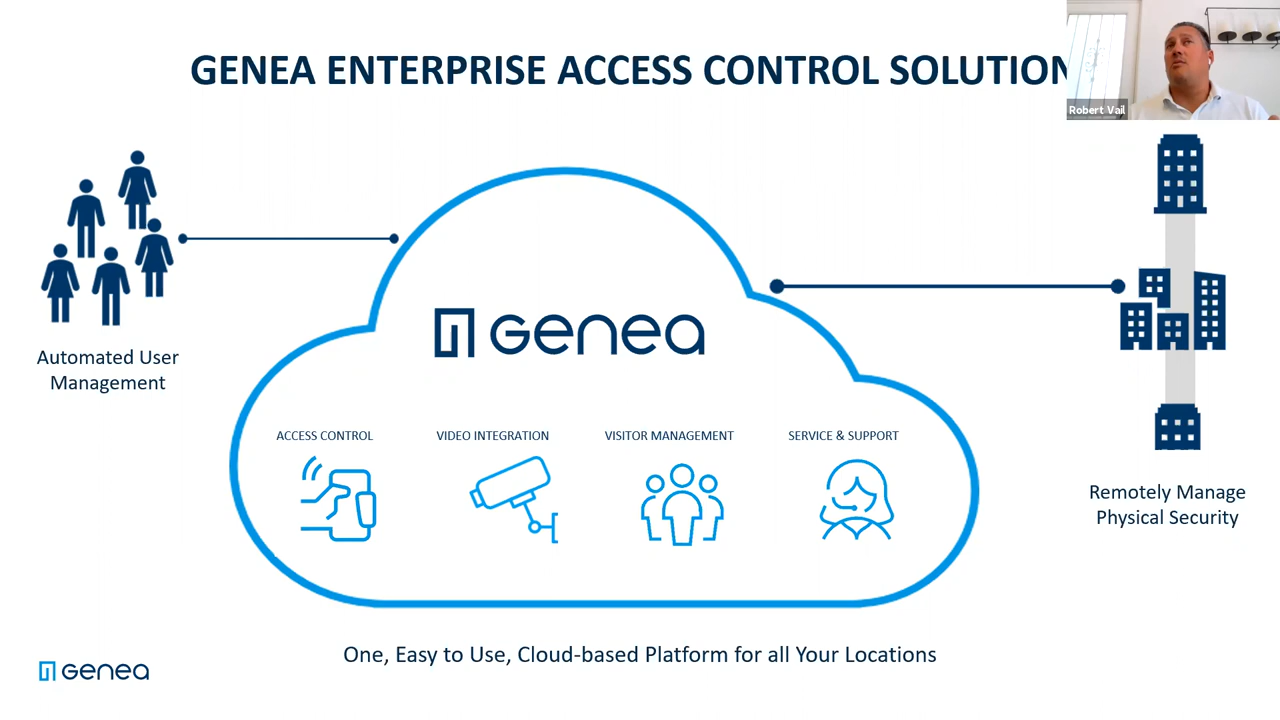 GENEA ENTERPRISE ACCESS CONTROL SOLUTION
Robert Vail
Automated User
Management
genea
ACCESS CONTROL
VIDEO INTEGRATION
VISITOR MANAGEMENT
SERVICE & SUPPORT
Remotely Manage
Physical Security
One, Easy to Use, Cloud-based Platform for all Your Locations
genea